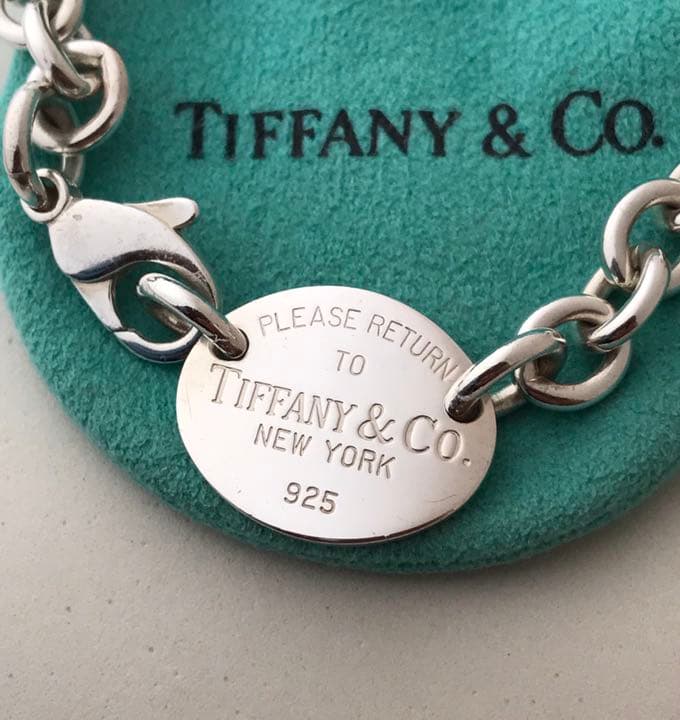 TIFFANY & CO.
PLEASE RETURN
TO
TIFFANY & CO.
NEW YORK
925